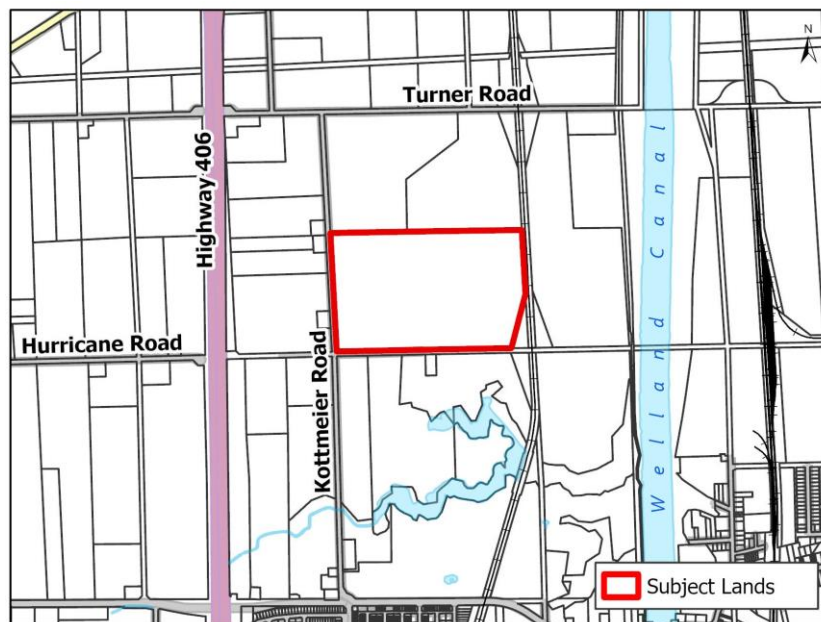 N
Turner Road
Highway 406
Welland Canal
Hurricane Road
Kottmeier Road
Subject Lands